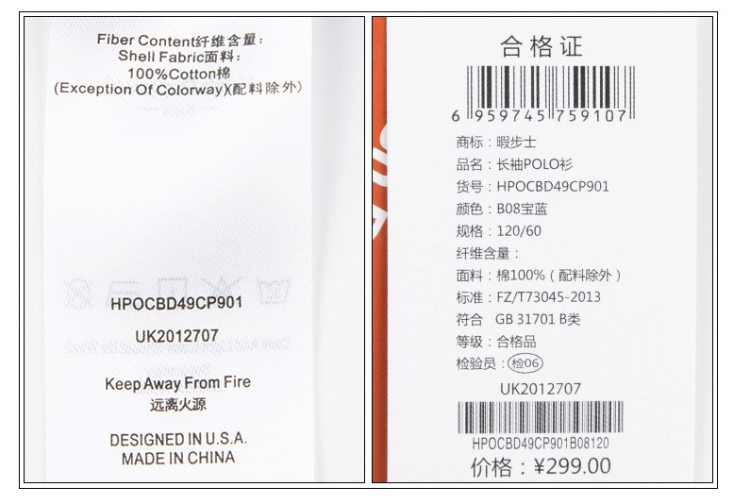 Fiber Content纤维含量：
Shell Fabric面料：
100%Cotton棉
(Exception Of Colorway)(配料除外)
HPOCBD49CP901
UK2012707
Keep Away From Fire
远离火源
DESIGNED IN U.S.A.
MADE IN CHINA
合格证
6 959745 759107
商标：暇步士
品名：长袖POLO衫
货号：HPOCBD49CP901
颜色：B08宝蓝
规格：120/60
纤维含量：
面料：棉100%（配料除外）
标准：FZ/T73045-2013
符合 GB 31701 B类
等级：合格品
检验员：检06
UK2012707
HPOCBD49CP901B08120
价格：¥299.00